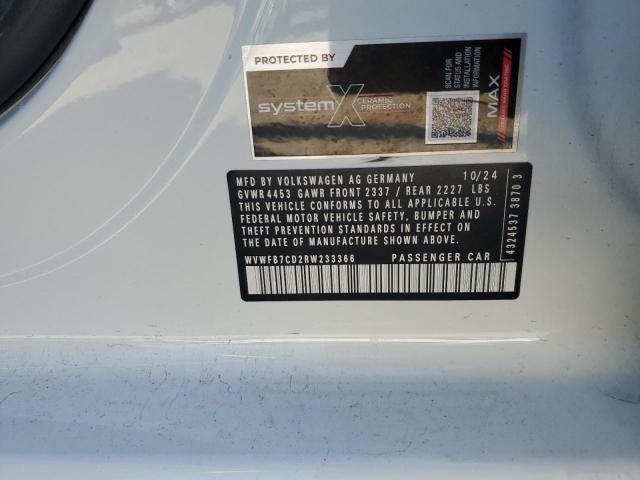 PROTECTED BY
system X
CERAMIC
PROTECTION
SCAN FOR
STATUS AND
INSTALLATION
INFORMATION
MAX
MFD BY VOLKSWAGEN AG GERMANY 10/24
GVWR4453 GAWR FRONT 2337 / REAR 2227 LBS
THIS VEHICLE CONFORMS TO ALL APPLICABLE U.S.
FEDERAL MOTOR VEHICLE SAFETY, BUMPER AND
THEFT PREVENTION STANDARDS IN EFFECT ON THE
DATE OF MANUFACTURE SHOWN ABOVE.
WVWFB7CD2RW233366 PASSENGER CAR
4324537 3870 3